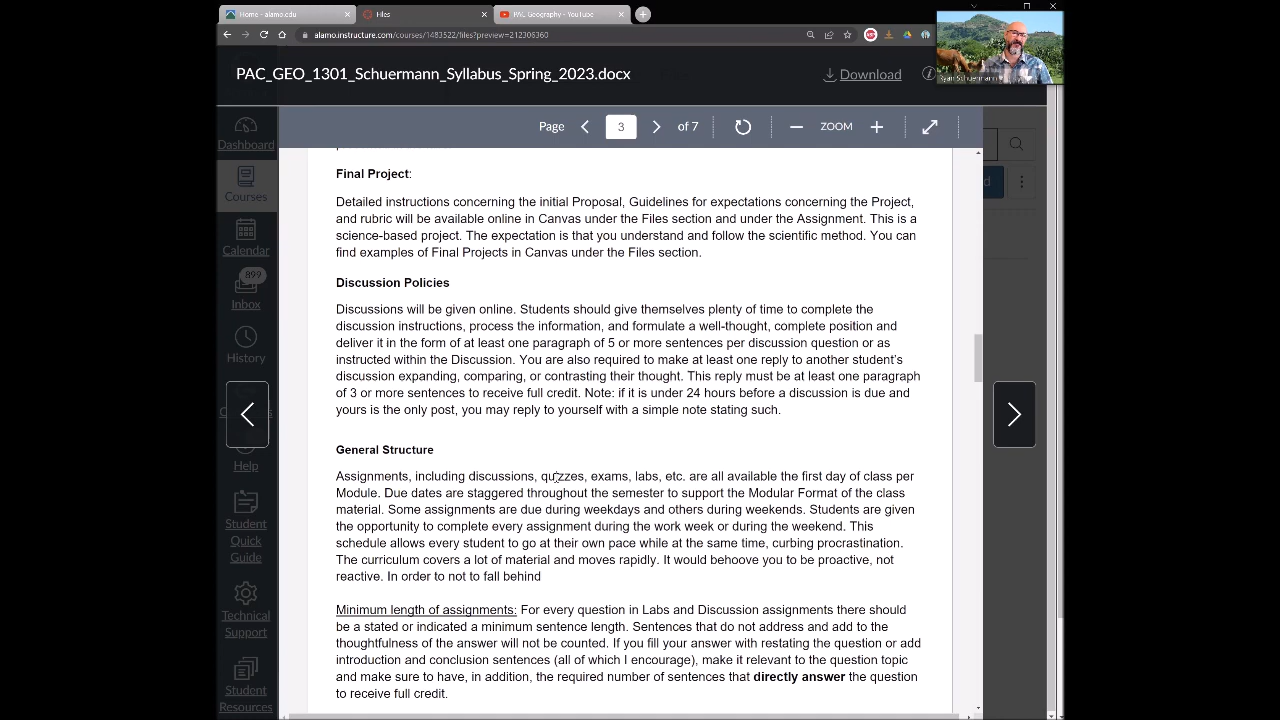 Home - alamo.edu
Files
PAC Geography - YouTube
alamo.instructure.com/courses/1483522/files?preview=212306360
Ryan Schuermann
PAC_GEO_1301_Schuermann_Syllabus_Spring_2023.docx
Download
Page 3 of 7 ZOOM
Dashboard
Courses
Calendar
899
Inbox
History
Help
Student
Quick
Guide
Technical
Support
Student
Resources
Final Project:
Detailed instructions concerning the initial Proposal, Guidelines for expectations concerning the Project,
and rubric will be available online in Canvas under the Files section and under the Assignment. This is a
science-based project. The expectation is that you understand and follow the scientific method. You can
find examples of Final Projects in Canvas under the Files section.
Discussion Policies
Discussions will be given online. Students should give themselves plenty of time to complete the
discussion instructions, process the information, and formulate a well-thought, complete position and
deliver it in the form of at least one paragraph of 5 or more sentences per discussion question or as
instructed within the Discussion. You are also required to make at least one reply to another student's
discussion expanding, comparing, or contrasting their thought. This reply must be at least one paragraph
of 3 or more sentences to receive full credit. Note: if it is under 24 hours before a discussion is due and
yours is the only post, you may reply to yourself with a simple note stating such.
General Structure
Assignments, including discussions, quizzes, exams, labs, etc. are all available the first day of class per
Module. Due dates are staggered throughout the semester to support the Modular Format of the class
material. Some assignments are due during weekdays and others during weekends. Students are given
the opportunity to complete every assignment during the work week or during the weekend. This
schedule allows every student to go at their own pace while at the same time, curbing procrastination.
The curriculum covers a lot of material and moves rapidly. It would behoove you to be proactive, not
reactive. In order to not to fall behind
Minimum length of assignments: For every question in Lab and Discussion assignments there should
be a stated or indicated a minimum sentence length. Sentences that do not address and add to the
thoughtfulness of the answer will not be counted. If you fill your answer with restating the question or add
introduction and conclusion sentences (all of which I encourage), make it relevant to the question topic
and make sure to have, in addition, the required number of sentences that directly answer the question
to receive full credit.